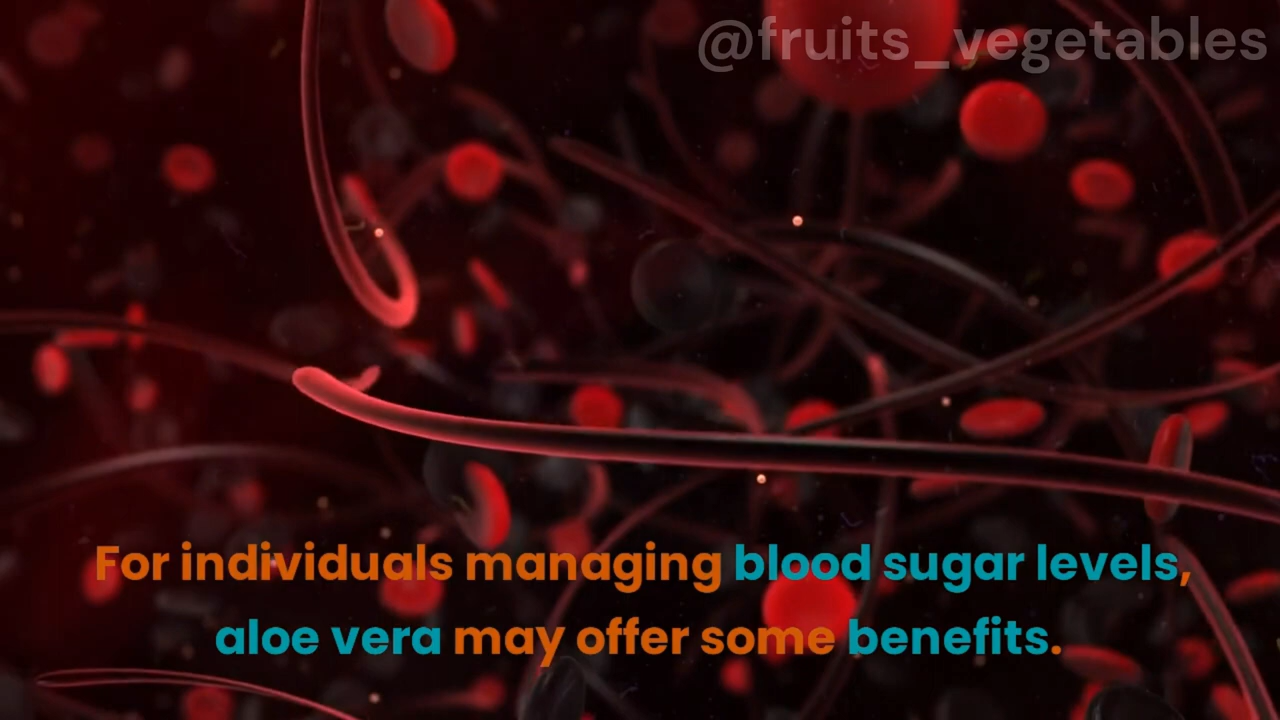 @fruits_vegetables
For individuals managing blood sugar levels,
aloe vera may offer some benefits.